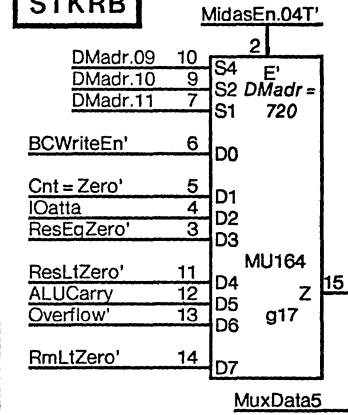 STKRB
MidasEn.04T'
2
DMadr.09 10 S4 E'
DMadr.10 9 S2 DMadr =
DMadr.11 7 S1 720
BCWriteEn' 6 D0
Cnt = Zero' 5 D1
IOatta 4 D2
ResEqZero' 3 D3
MU164
ResLtZero' 11 D4
ALUCarry 12 D5 Z 15
Overflow' 13 D6 g17
RmLtZero' 14 D7
MuxData5